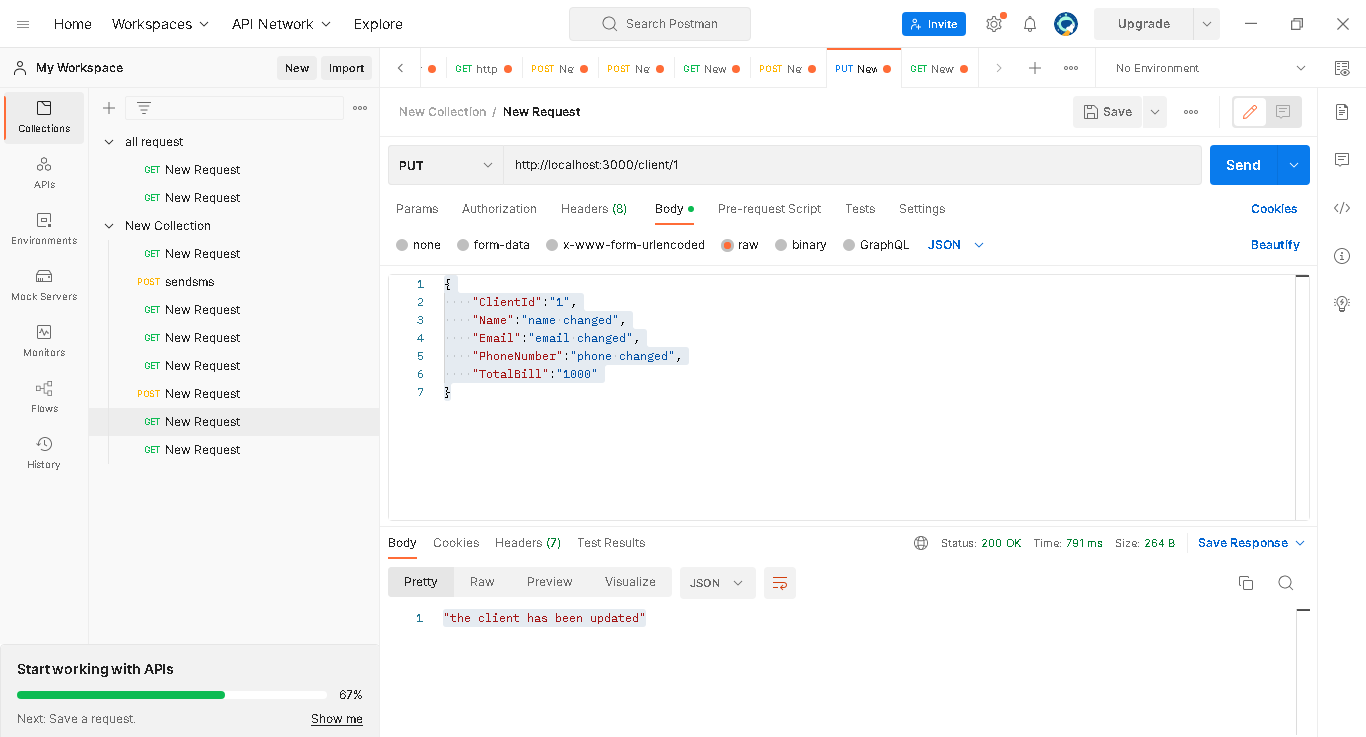 Home Workspaces API Network Explore Search Postman Invite Upgrade
My Workspace New Import
GET http POST Ne POST Ne GET New POST Ne PUT New GET New No Environment
Collections
APIs
Environments
Mock Servers
Monitors
Flows
History
all request
GET New Request
GET New Request
New Collection
GET New Request
POST sendsms
GET New Request
GET New Request
GET New Request
POST New Request
GET New Request
GET New Request
Start working with APIs
67%
Next: Save a request. Show me
New Collection / New Request Save
PUT http://localhost:3000/client/1 Send
Params Authorization Headers (8) Body Pre-request Script Tests Settings Cookies
none form-data x-www-form-urlencoded raw binary GraphQL JSON Beautify
1 {
2 "ClientId":"1",
3 "Name":"name changed",
4 "Email":"email changed",
5 "PhoneNumber":"phone changed",
6 "TotalBill":"1000"
7 }
Body Cookies Headers (7) Test Results Status: 200 OK Time: 791 ms Size: 264 B Save Response
Pretty Raw Preview Visualize JSON
1 "the client has been updated"